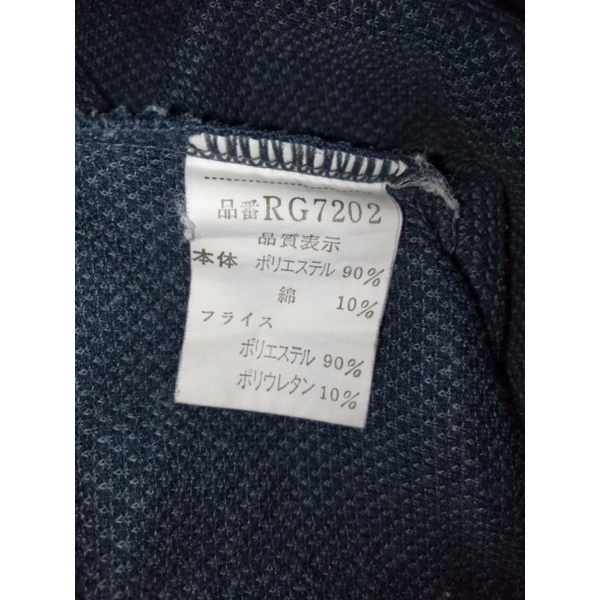 品番RG7202
品質表示
本体 ポリエステル 90%
綿 10%
フライス
ポリエステル 90%
ポリウレタン 10%